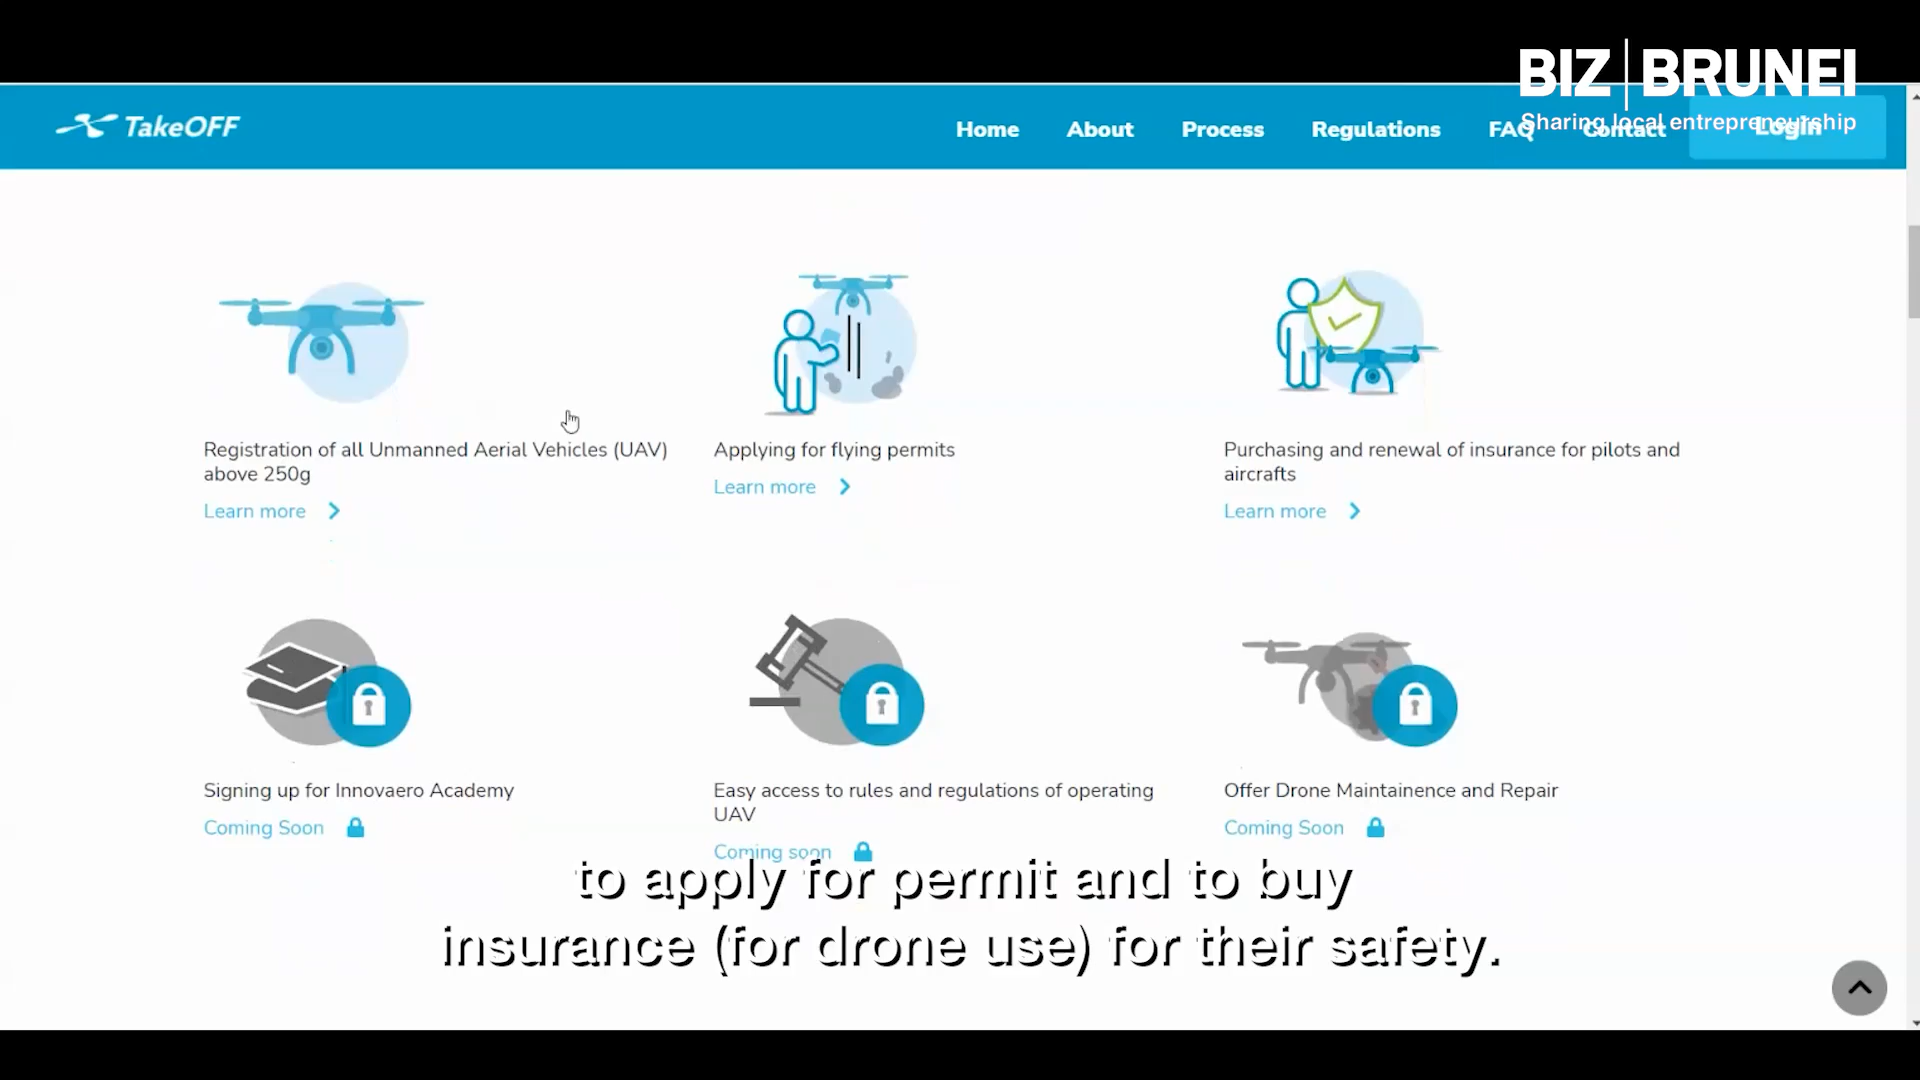 BIZ BRUNEI
Sharing local entrepreneurship
TakeOFF
Home About Process Regulations FAQ Contact Login
Registration of all Unmanned Aerial Vehicles (UAV)
above 250g
Learn more
Applying for flying permits
Learn more
Purchasing and renewal of insurance for pilots and
aircrafts
Learn more
Signing up for Innovaero Academy
Coming Soon
Easy access to rules and regulations of operating
UAV
Coming soon
Offer Drone Maintainence and Repair
Coming Soon
to apply for permit and to buy
insurance (for drone use) for their safety.